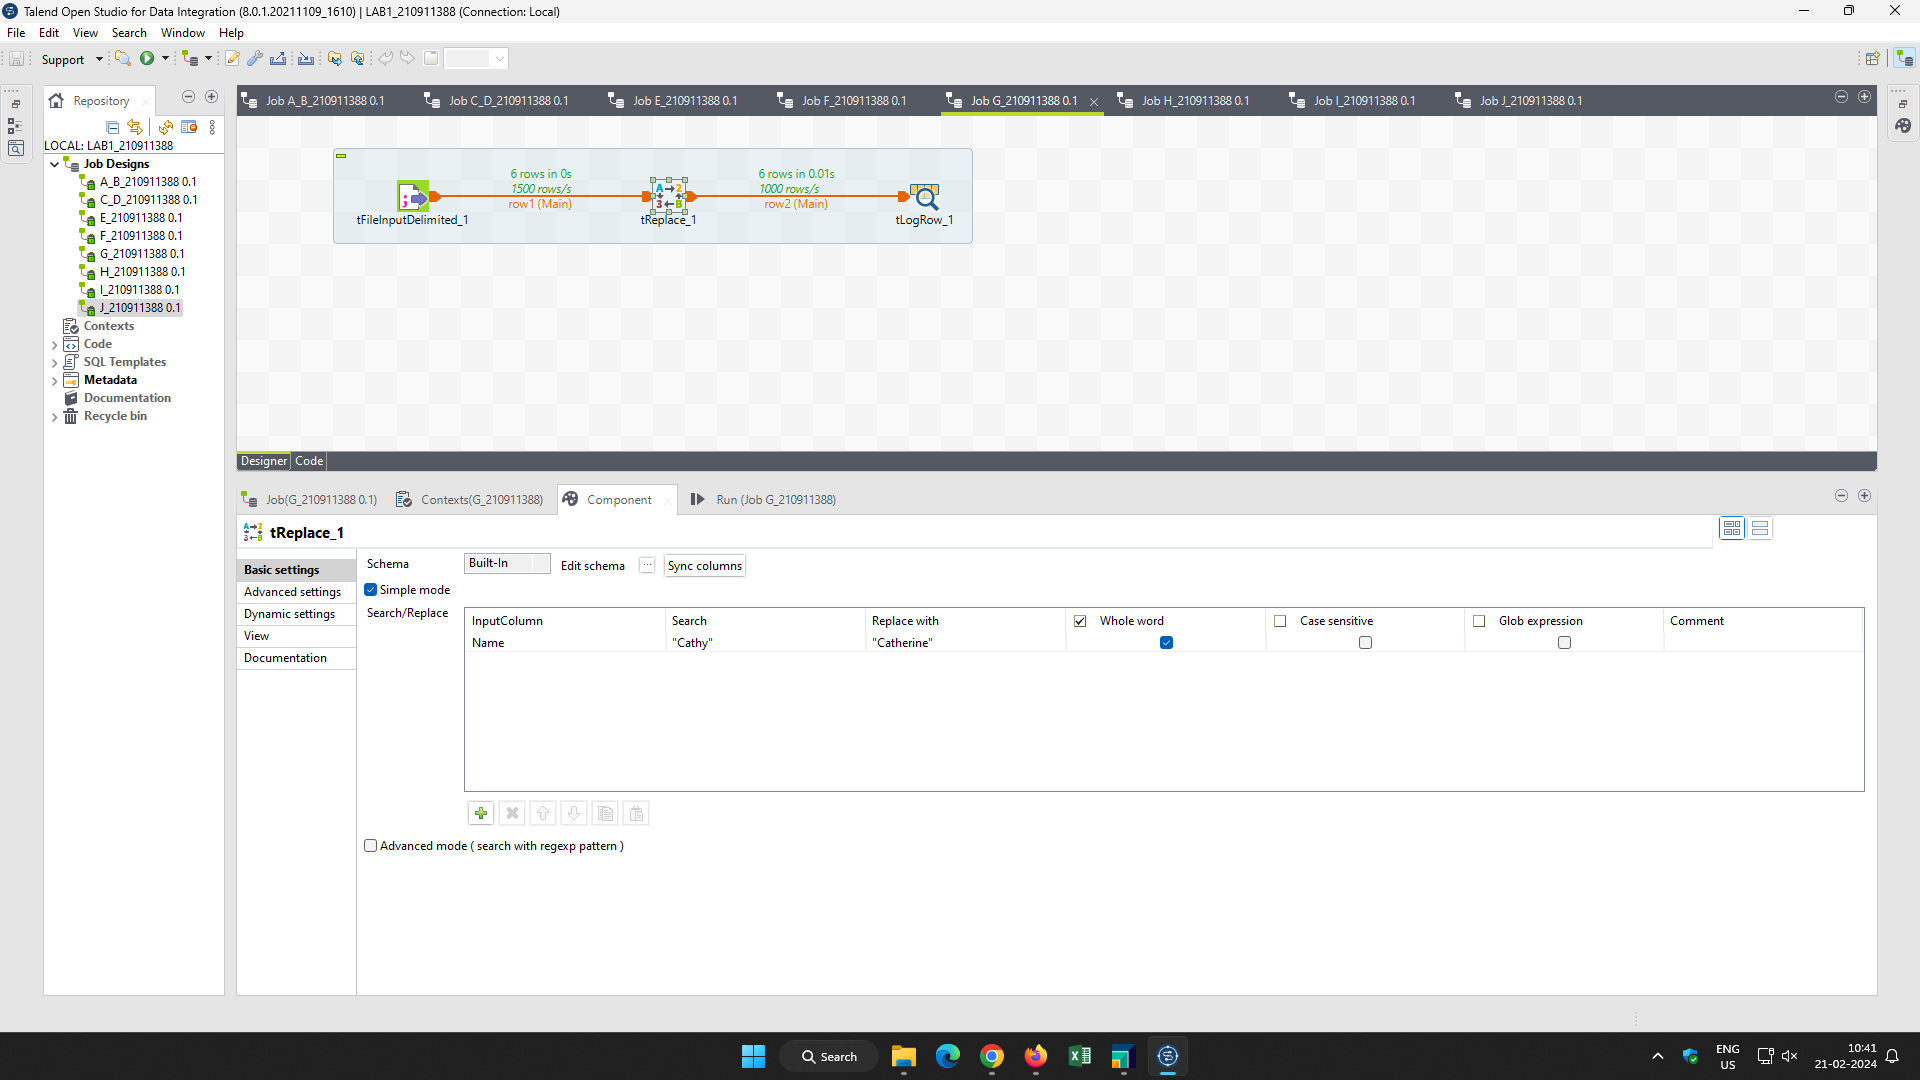 Talend Open Studio for Data Integration (8.0.1.20211109_1610) | LAB1_210911388 (Connection: Local)
File Edit View Search Window Help
Support
Repository
LOCAL: LAB1_210911388
Job Designs
A_B_210911388 0.1
C_D_210911388 0.1
E_210911388 0.1
F_210911388 0.1
G_210911388 0.1
H_210911388 0.1
I_210911388 0.1
J_210911388 0.1
Contexts
Code
SQL Templates
Metadata
Documentation
Recycle bin
Job A_B_210911388 0.1 Job C_D_210911388 0.1 Job E_210911388 0.1 Job F_210911388 0.1 Job G_210911388 0.1 Job H_210911388 0.1 Job I_210911388 0.1 Job J_210911388 0.1
6 rows in 0s 6 rows in 0.01s
1500 rows/s 1000 rows/s
row1 (Main) row2 (Main)
tFileInputDelimited_1 tReplace_1 tLogRow_1
Designer Code
Job(G_210911388 0.1) Contexts(G_210911388) Component Run (Job G_210911388)
tReplace_1
Basic settings
Advanced settings
Dynamic settings
View
Documentation
Schema Built-In Edit schema ... Sync columns
Simple mode
Search/Replace
InputColumn Search Replace with Whole word Case sensitive Glob expression Comment
Name "Cathy" "Catherine"
Advanced mode ( search with regexp pattern )
Search
ENG
US
10:41
21-02-2024